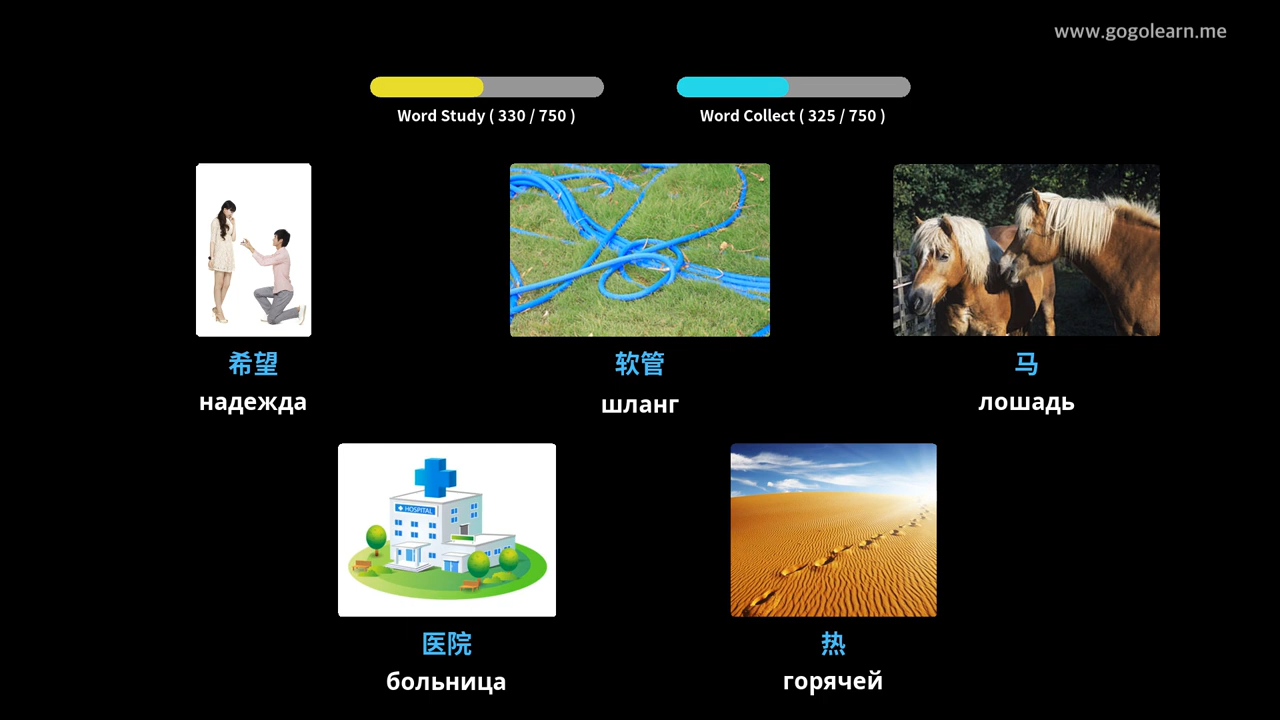 www.gogolearn.me
Word Study ( 330 / 750 )
Word Collect ( 325 / 750 )
希望
软管
马
надежда
шланг
лошадь
HOSPITAL
医院
热
больница
горячей